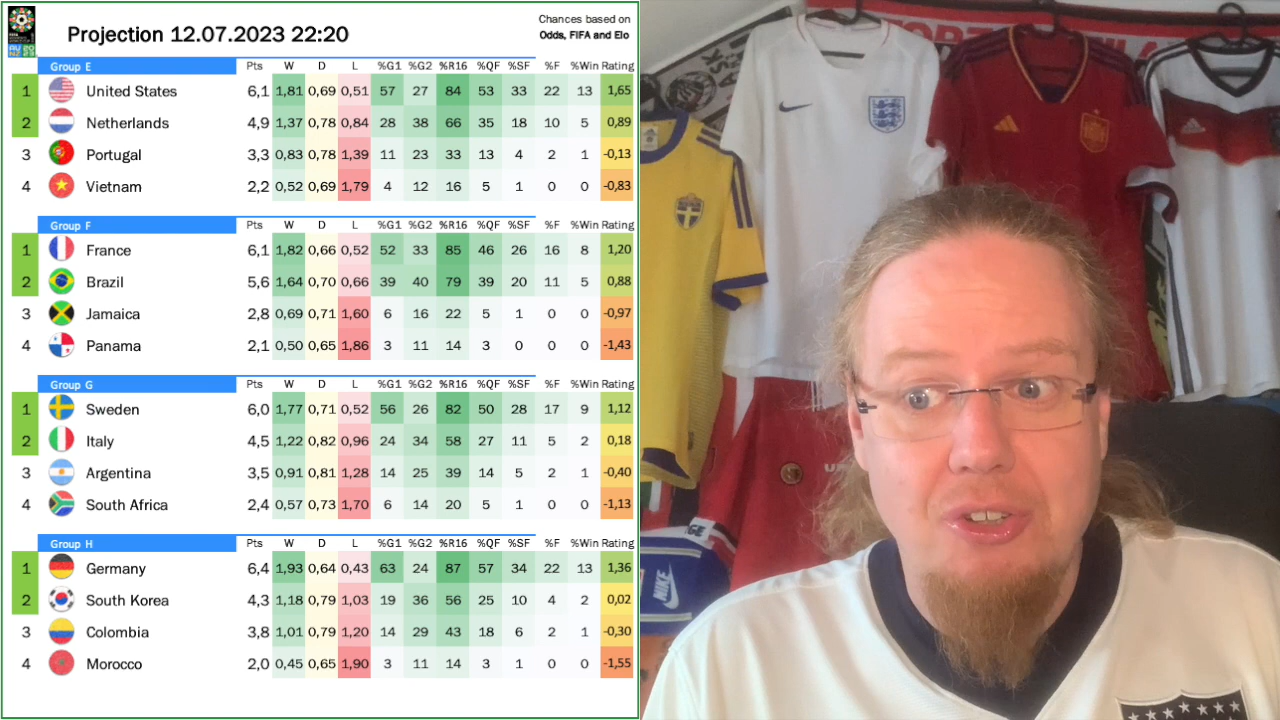 Projection 12.07.2023 22:20
Chances based on
Odds, FIFA and Elo
Group E Pts W D L %G1 %G2 %R16 %QF %SF %F %Win Rating
1 United States 6,1 1,81 0,69 0,51 57 27 84 53 33 22 13 1,65
2 Netherlands 4,9 1,37 0,78 0,84 28 38 66 35 18 10 5 0,89
3 Portugal 3,3 0,83 0,78 1,39 11 23 33 13 4 2 1 -0,13
4 Vietnam 2,2 0,52 0,69 1,79 4 12 16 5 1 0 0 -0,83
Group F Pts W D L %G1 %G2 %R16 %QF %SF %F %Win Rating
1 France 6,1 1,82 0,66 0,52 52 33 85 46 26 16 8 1,20
2 Brazil 5,6 1,64 0,70 0,66 39 40 79 39 20 11 5 0,88
3 Jamaica 2,8 0,69 0,71 1,60 6 16 22 5 1 0 0 -0,97
4 Panama 2,1 0,50 0,65 1,86 3 11 14 3 0 0 0 -1,43
Group G Pts W D L %G1 %G2 %R16 %QF %SF %F %Win Rating
1 Sweden 6,0 1,77 0,71 0,52 56 26 82 50 28 17 9 1,12
2 Italy 4,5 1,22 0,82 0,96 24 34 58 27 11 5 2 0,18
3 Argentina 3,5 0,91 0,81 1,28 14 25 39 14 5 2 1 -0,40
4 South Africa 2,4 0,57 0,73 1,70 6 14 20 5 1 0 0 -1,13
Group H Pts W D L %G1 %G2 %R16 %QF %SF %F %Win Rating
1 Germany 6,4 1,93 0,64 0,43 63 24 87 57 34 22 13 1,36
2 South Korea 4,3 1,18 0,79 1,03 19 36 56 25 10 4 2 0,02
3 Colombia 3,8 1,01 0,79 1,20 14 29 43 18 6 2 1 -0,30
4 Morocco 2,0 0,45 0,65 1,90 3 11 14 3 1 0 0 -1,55
NIKE